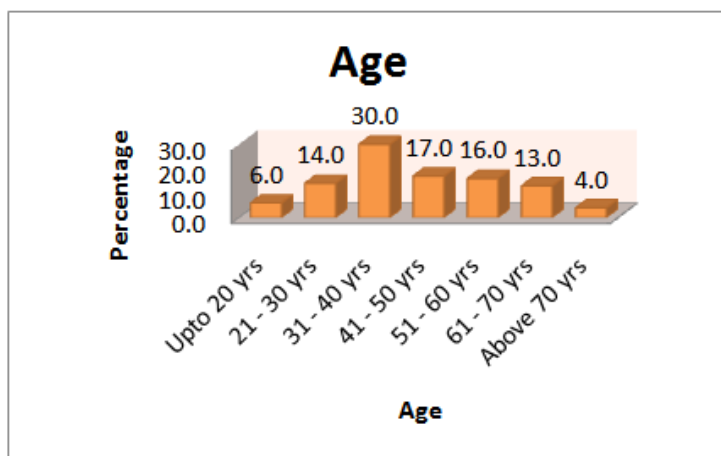 Age
Percentage
30.0
20.0
10.0
0.0
6.0
14.0
30.0
17.0
16.0
13.0
4.0
Upto 20 yrs
21 - 30 yrs
31 - 40 yrs
41 - 50 yrs
51 - 60 yrs
61 - 70 yrs
Above 70 yrs
Age